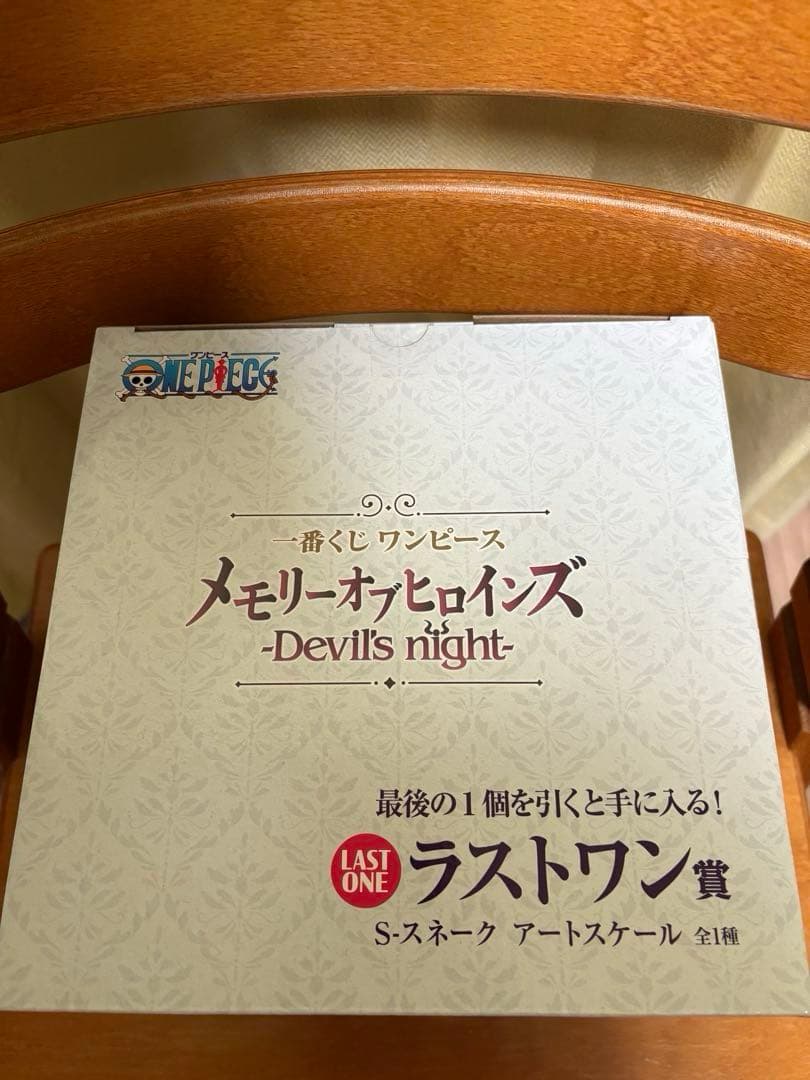 ワンピース
ONE PIECE
一番くじ ワンピース
メモリーオブヒロインズ
-Devil's night-
最後の1個を引くと手に入る!
LAST
ONE
ラストワン賞
S-スネーク アートスケール 全1種